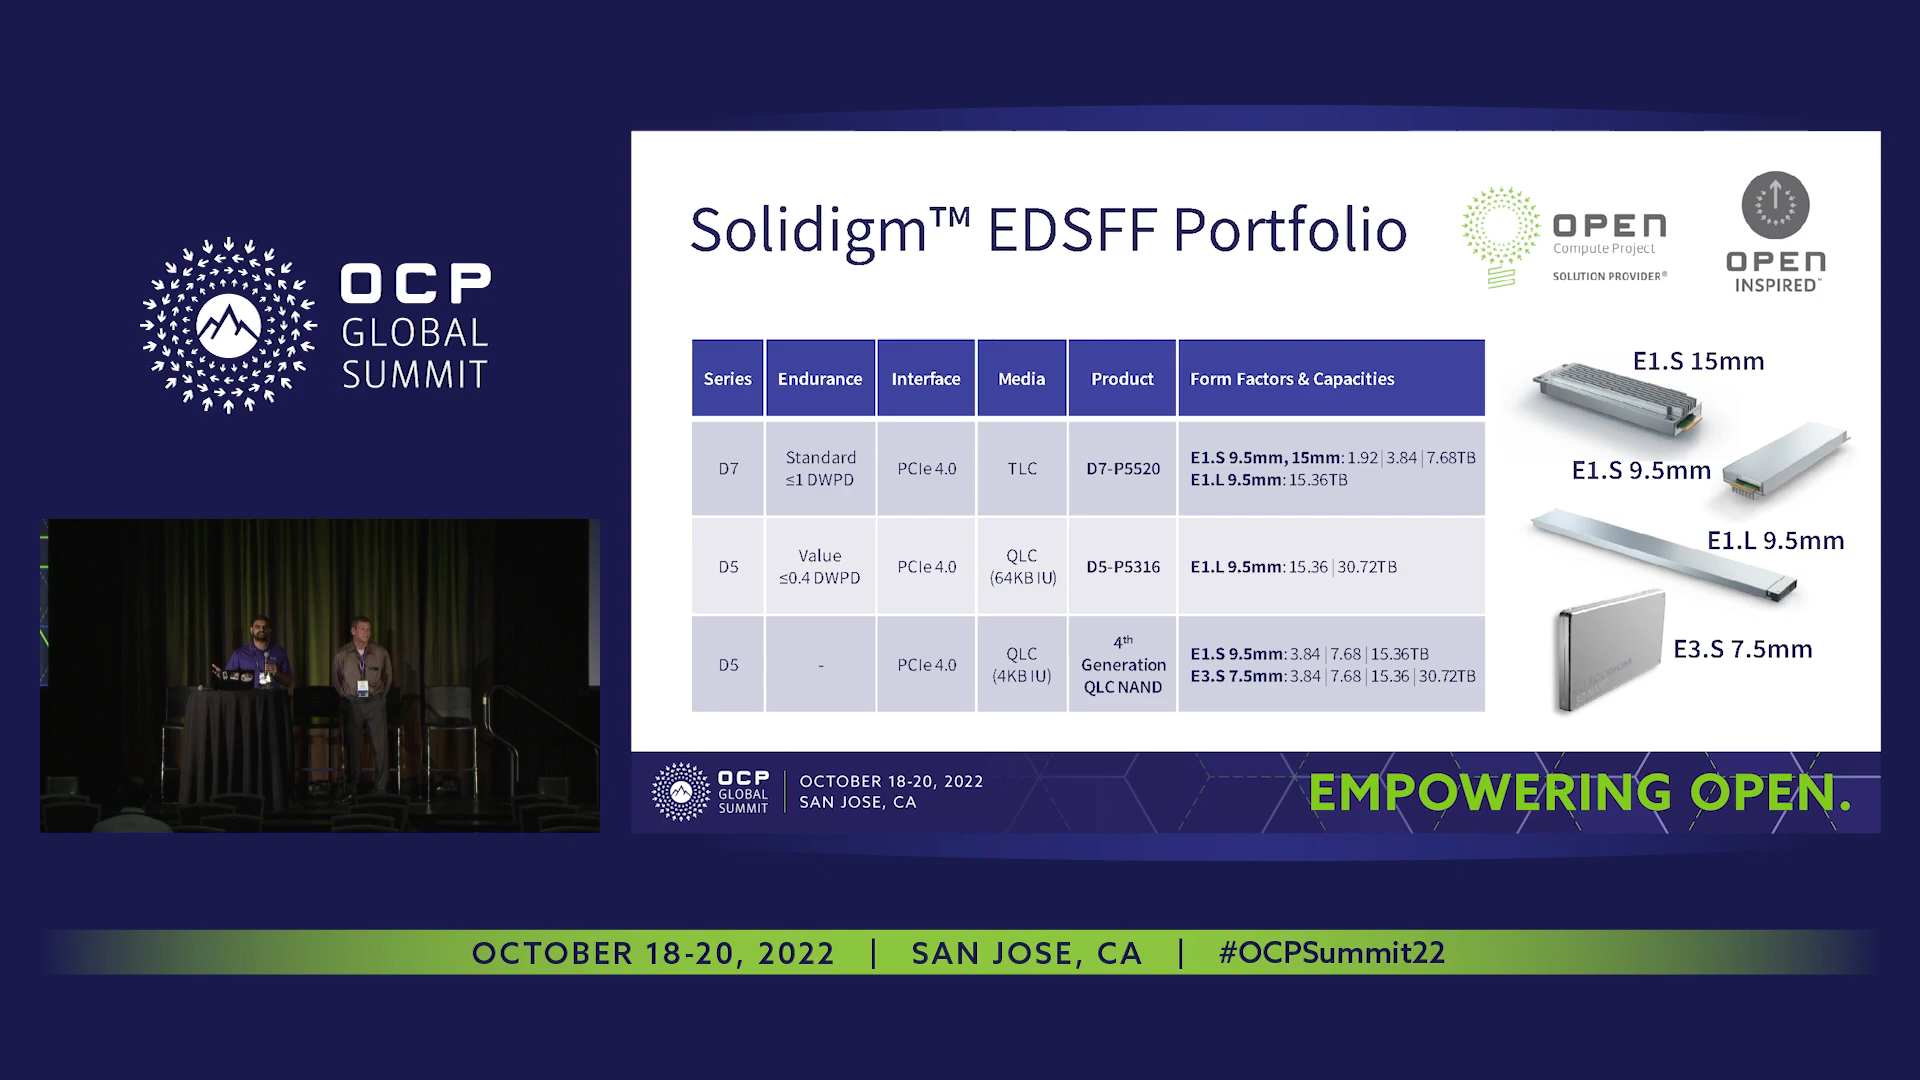 OCP
GLOBAL
SUMMIT
Solidigm™ EDSFF Portfolio
OPEN
Compute Project
SOLUTION PROVIDER®
OPEN
INSPIRED™
Series
Endurance
Interface
Media
Product
Form Factors & Capacities
D7
Standard
≤1 DWPD
PCIe 4.0
TLC
D7-P5520
E1.S 9.5mm, 15mm: 1.92 | 3.84 | 7.68TB
E1.L 9.5mm: 15.36TB
D5
Value
≤0.4 DWPD
PCIe 4.0
QLC
(64KB IU)
D5-P5316
E1.L 9.5mm: 15.36 | 30.72TB
D5
-
PCIe 4.0
QLC
(4KB IU)
4th
Generation
QLC NAND
E1.S 9.5mm: 3.84 | 7.68 | 15.36TB
E3.S 7.5mm: 3.84 | 7.68 | 15.36 | 30.72TB
E1.S 15mm
E1.S 9.5mm
E1.L 9.5mm
E3.S 7.5mm
OCP
GLOBAL
SUMMIT
OCTOBER 18-20, 2022
SAN JOSE, CA
EMPOWERING OPEN.
OCTOBER 18-20, 2022 | SAN JOSE, CA | #OCPSummit22